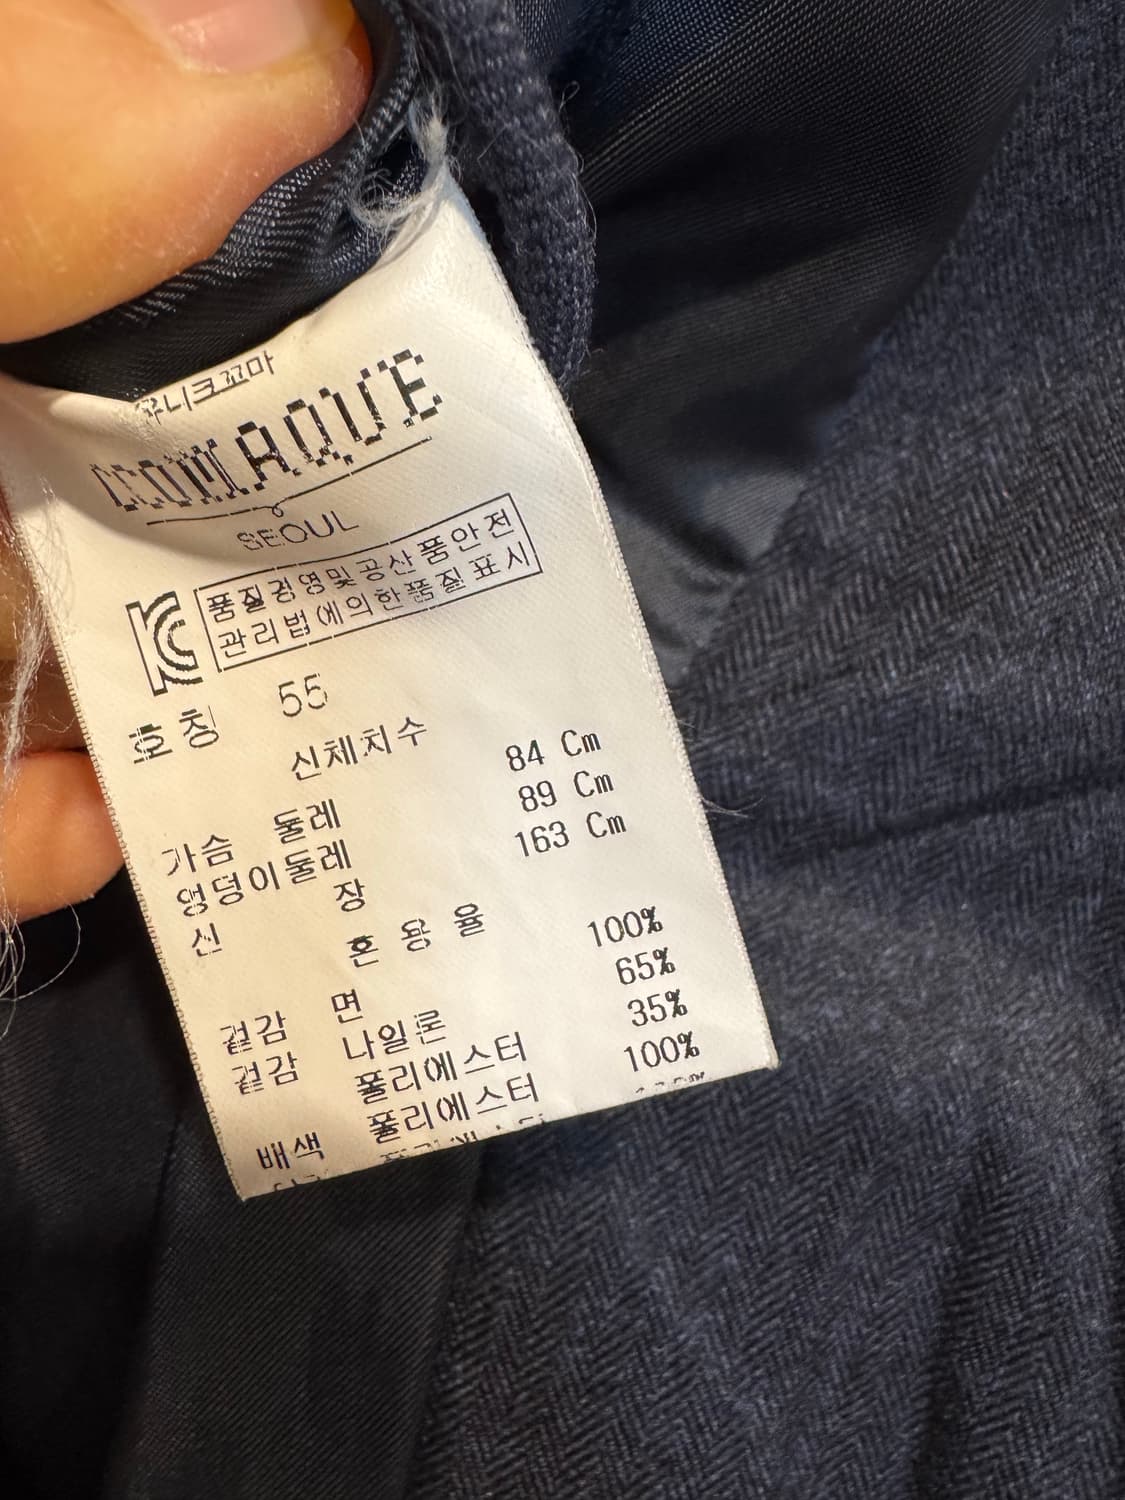 유니크꼬마
COMAQUE
SEOUL
품질경영및공산품안전
관리법에의한품질표시
호칭 55
신체치수
가슴 둘레 84 Cm
엉덩이둘레 89 Cm
신 장 163 Cm
혼 용 율
겉감 면 100%
겉감 나일론 65%
폴리에스터 35%
배색 폴리에스터 100%